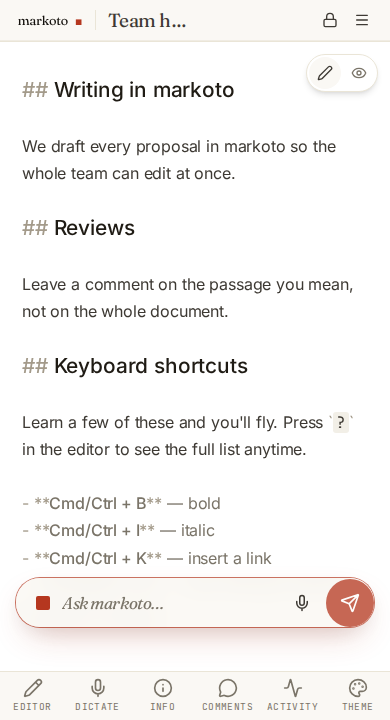 markoto
Team h...
## Writing in markoto
We draft every proposal in markoto so the
whole team can edit at once.
## Reviews
Leave a comment on the passage you mean,
not on the whole document.
## Keyboard shortcuts
Learn a few of these and you'll fly. Press `?`
in the editor to see the full list anytime.
- **Cmd/Ctrl + B** — bold
- **Cmd/Ctrl + I** — italic
- **Cmd/Ctrl + K** — insert a link
Ask markoto...
EDITOR DICTATE INFO COMMENTS ACTIVITY THEME